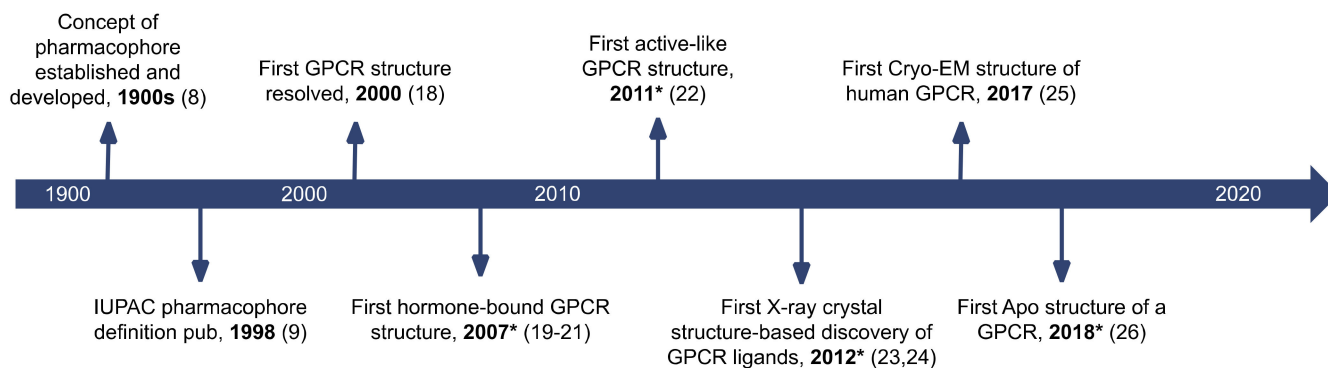 Concept of
pharmacophore
established and
developed, 1900s (8)
First GPCR structure
resolved, 2000 (18)
First active-like
GPCR structure,
2011* (22)
First Cryo-EM structure of
human GPCR, 2017 (25)
1900
2000
2010
2020
IUPAC pharmacophore
definition pub, 1998 (9)
First hormone-bound GPCR
structure, 2007* (19-21)
First X-ray crystal
structure-based discovery of
GPCR ligands, 2012* (23,24)
First Apo structure of a
GPCR, 2018* (26)